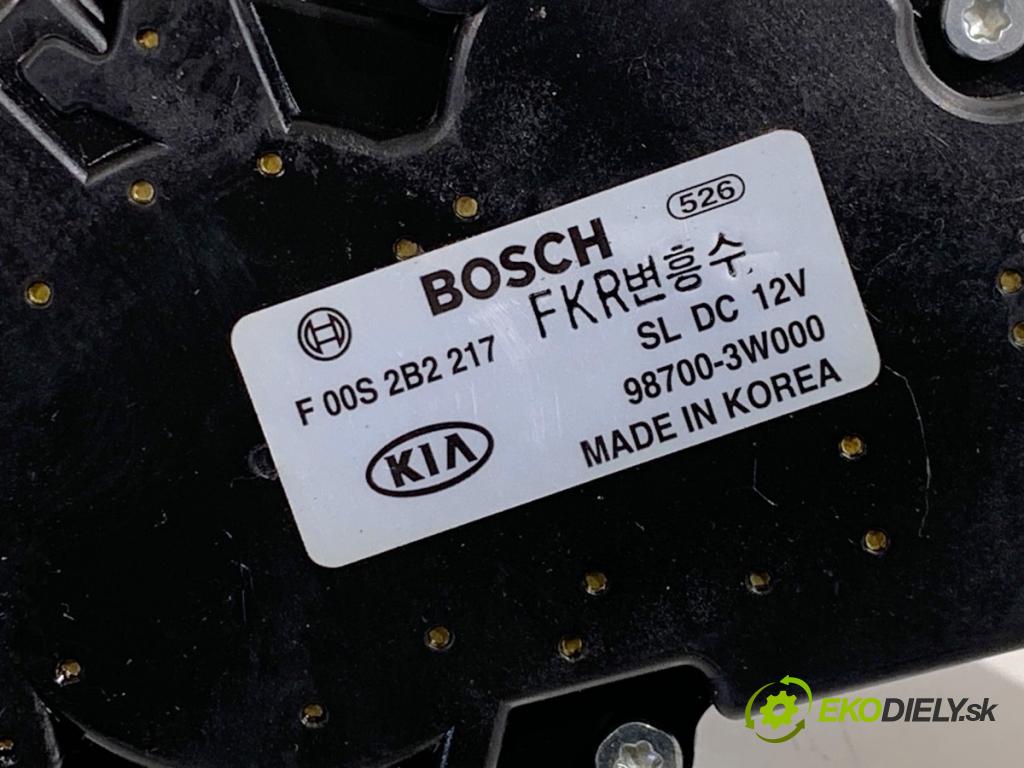 526
BOSCH
FKR변흥수
F 00S 2B2 217
SL DC 12V
98700-3W000
KIA
MADE IN KOREA
EKODIELY.sk